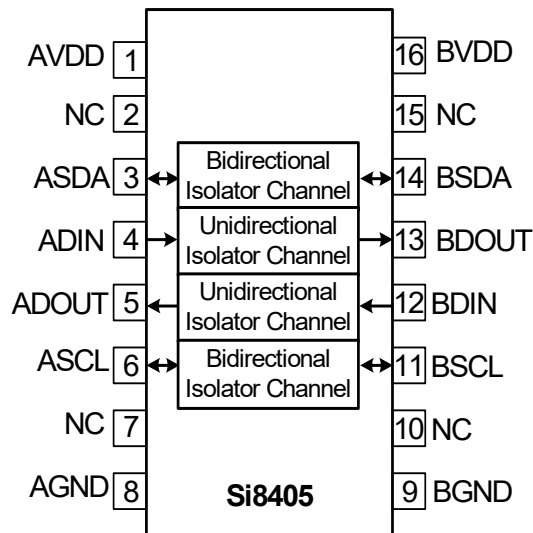 AVDD 1 16 BVDD
NC 2 15 NC
ASDA 3 Bidirectional Isolator Channel 14 BSDA
ADIN 4 Unidirectional Isolator Channel 13 BDOUT
ADOUT 5 Unidirectional Isolator Channel 12 BDIN
ASCL 6 Bidirectional Isolator Channel 11 BSCL
NC 7 10 NC
AGND 8 Si8405 9 BGND